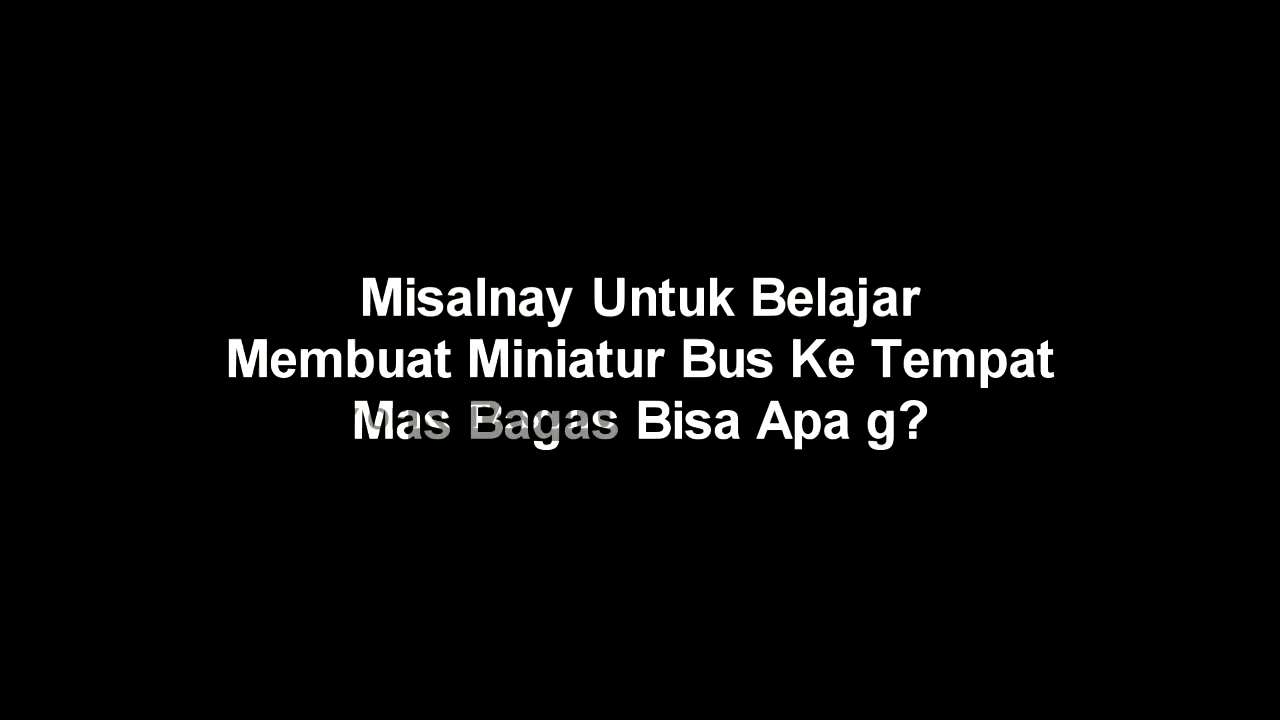 Misalnay Untuk Belajar
Membuat Miniatur Bus Ke Tempat
Mas Bagas Bisa Apa g?